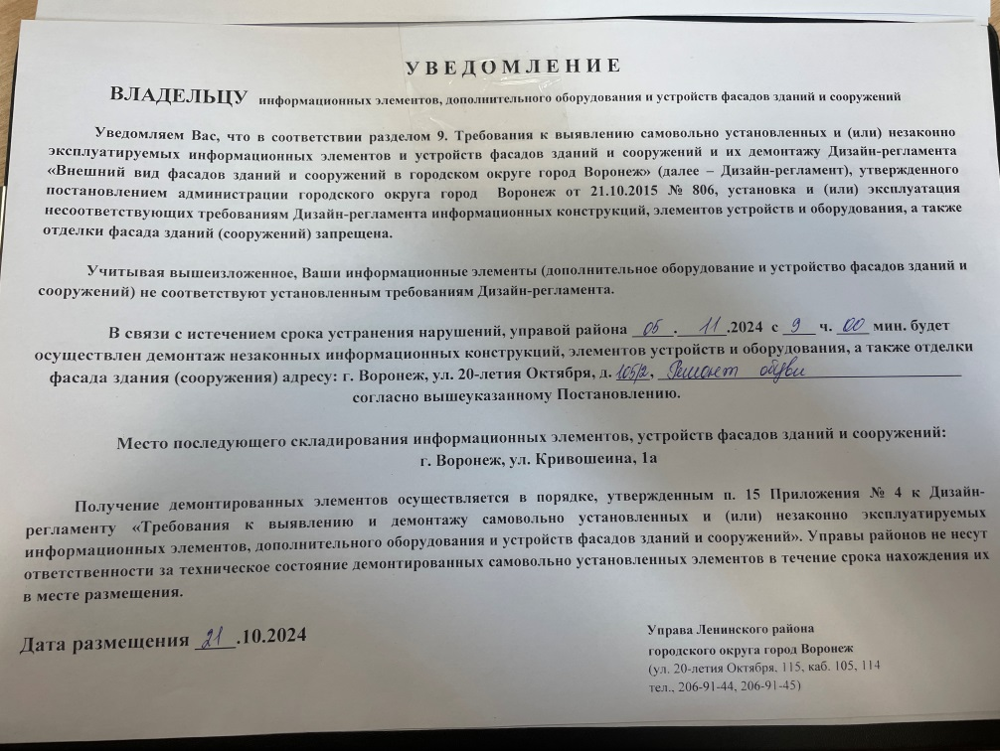 УВЕДОМЛЕНИЕ
ВЛАДЕЛЬЦУ информационных элементов, дополнительного оборудования и устройств фасадов зданий и сооружений
Уведомляем Вас, что в соответствии разделом 9. Требования к выявлению самовольно установленных и (или) незаконно
эксплуатируемых информационных элементов и устройств фасадов зданий и сооружений и их демонтажу Дизайн-регламента
«Внешний вид фасадов зданий и сооружений в городском округе город Воронеж» (далее – Дизайн-регламент), утвержденного
постановлением администрации городского округа город Воронеж от 21.10.2015 № 806, установка и (или) эксплуатация
несоответствующих требованиям Дизайн-регламента информационных конструкций, элементов устройств и оборудования, а также
отделки фасада зданий (сооружений) запрещена.
Учитывая вышеизложенное, Ваши информационные элементы (дополнительное оборудование и устройство фасадов зданий и
сооружений) не соответствуют установленным требованиям Дизайн-регламента.
В связи с истечением срока устранения нарушений, управой района 05.11.2024 с 9 ч. 00 мин. будет
осуществлен демонтаж незаконных информационных конструкций, элементов устройств и оборудования, а также отделки
фасада здания (сооружения) адресу: г. Воронеж, ул. 20-летия Октября, д. 105/2, Ремонт обуви
согласно вышеуказанному Постановлению.
Место последующего складирования информационных элементов, устройств фасадов зданий и сооружений:
г. Воронеж, ул. Кривошеина, 1а
Получение демонтированных элементов осуществляется в порядке, утвержденным п. 15 Приложения № 4 к Дизайн-
регламенту «Требования к выявлению и демонтажу самовольно установленных и (или) незаконно эксплуатируемых
информационных элементов, дополнительного оборудования и устройств фасадов зданий и сооружений». Управы районов не несут
ответственности за техническое состояние демонтированных самовольно установленных элементов в течение срока нахождения их
в месте размещения.
Дата размещения 21.10.2024
Управа Ленинского района
городского округа город Воронеж
(ул. 20-летия Октября, 115, каб. 105, 114
тел., 206-91-44, 206-91-45)